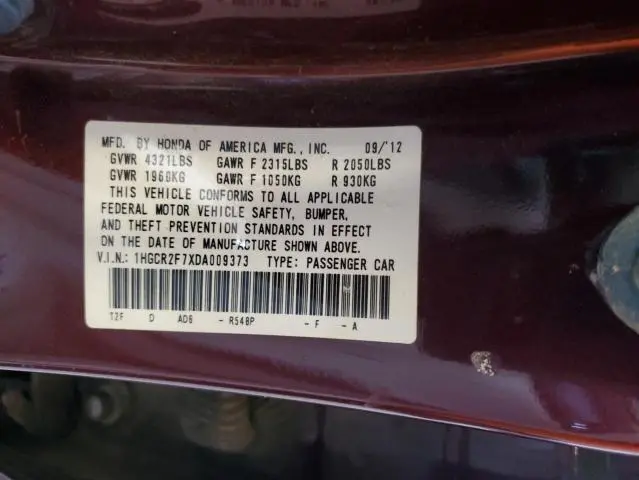 MFD. BY HONDA OF AMERICA MFG., INC. 09/'12
GVWR 4321LBS GAWR F 2315LBS R 2050LBS
GVWR 1960KG GAWR F 1050KG R 930KG
THIS VEHICLE CONFORMS TO ALL APPLICABLE
FEDERAL MOTOR VEHICLE SAFETY, BUMPER,
AND THEFT PREVENTION STANDARDS IN EFFECT
ON THE DATE OF MANUFACTURE SHOWN ABOVE.
V.I.N.: 1HGCR2F7XDA009373 TYPE: PASSENGER CAR
T2F D AD6 - R548P - F - A